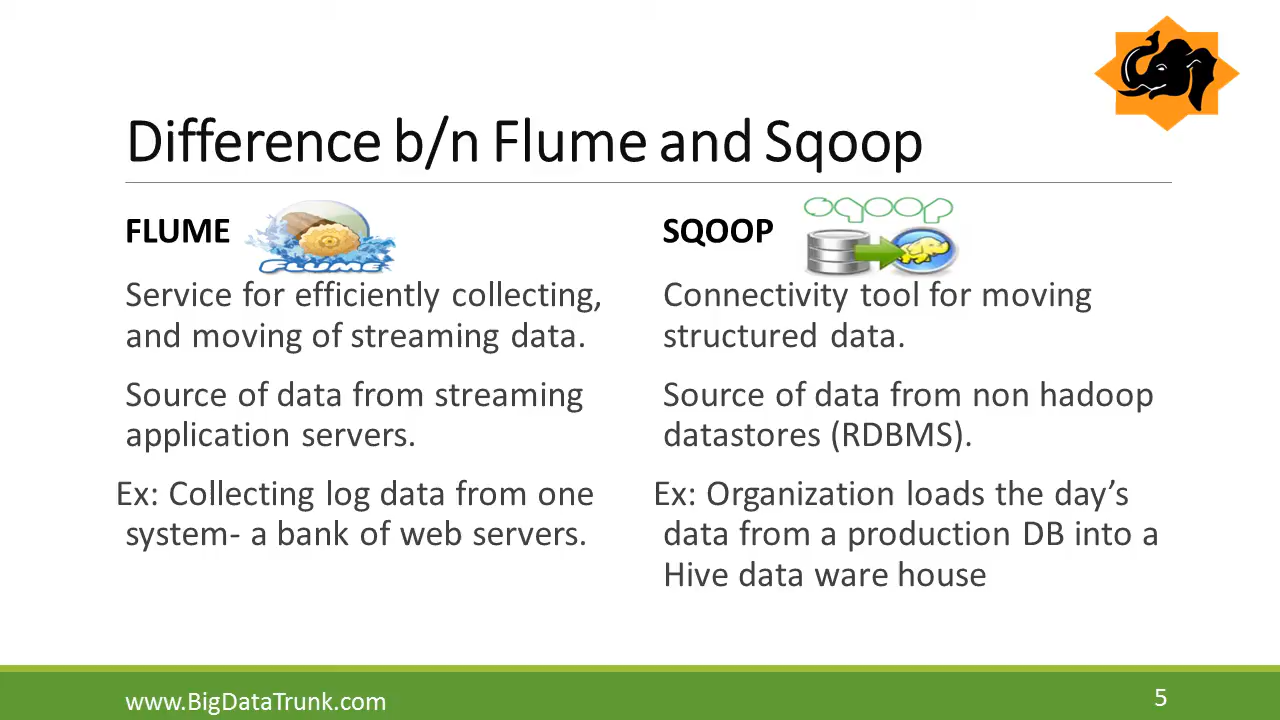 Difference b/n Flume and Sqoop
FLUME
FLUME
Service for efficiently collecting,
and moving of streaming data.
Source of data from streaming
application servers.
Ex: Collecting log data from one
system- a bank of web servers.
SQOOP
sqoop
Connectivity tool for moving
structured data.
Source of data from non hadoop
datastores (RDBMS).
Ex: Organization loads the day’s
data from a production DB into a
Hive data ware house
www.BigDataTrunk.com
5